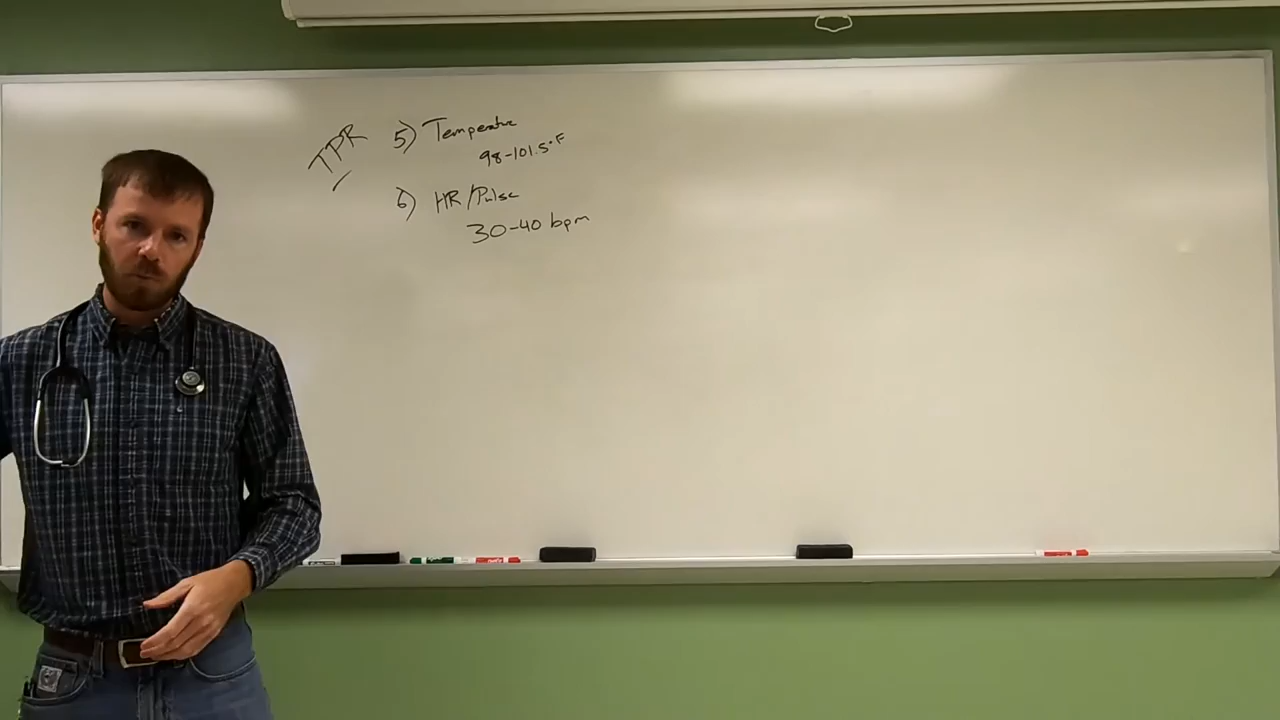 TPR
5) Temperature
98-101.5°F
6) HR/Pulse
30-40 bpm